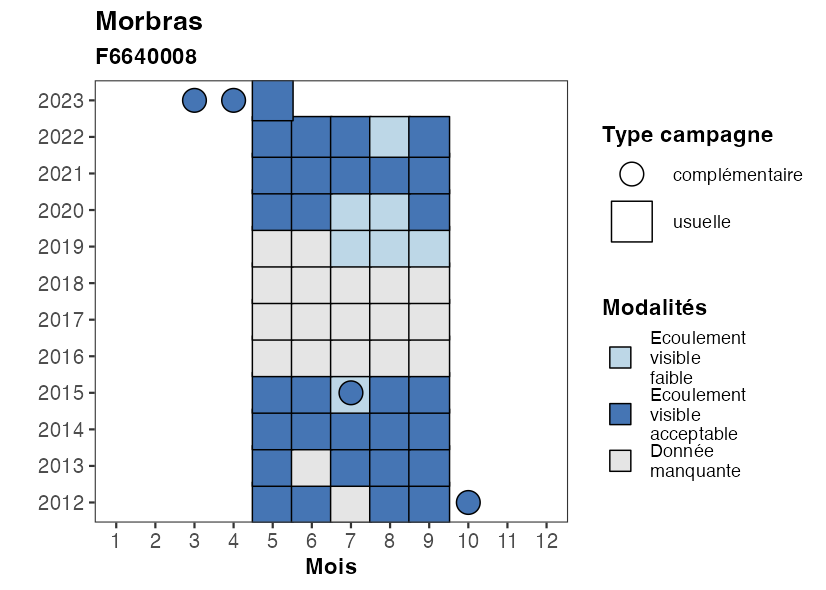 Morbras
F6640008
2023
2022
2021
2020
2019
2018
2017
2016
2015
2014
2013
2012
1 2 3 4 5 6 7 8 9 10 11 12
Mois
Type campagne
complémentaire
usuelle
Modalités
Ecoulement
visible
faible
Ecoulement
visible
acceptable
Donnée
manquante